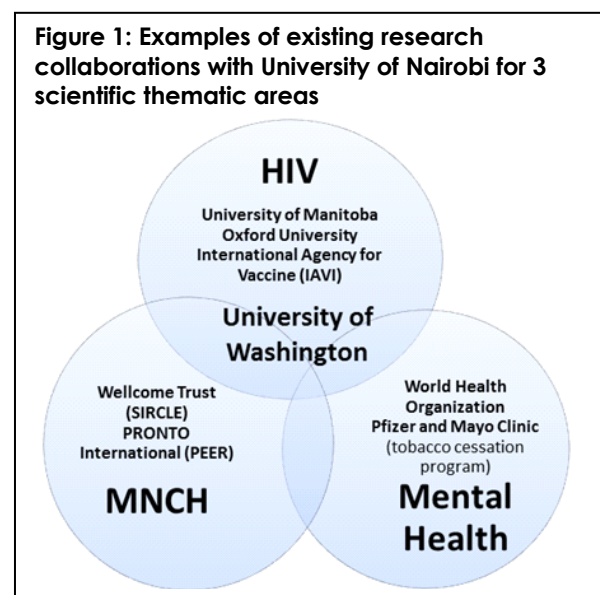 Figure 1: Examples of existing research
collaborations with University of Nairobi for 3
scientific thematic areas
HIV
University of Manitoba
Oxford University
International Agency for
Vaccine (IAVI)
University of
Washington
Wellcome Trust
(SIRCLE)
PRONTO
International (PEER)
MNCH
World Health
Organization
Pfizer and Mayo Clinic
(tobacco cessation
program)
Mental
Health